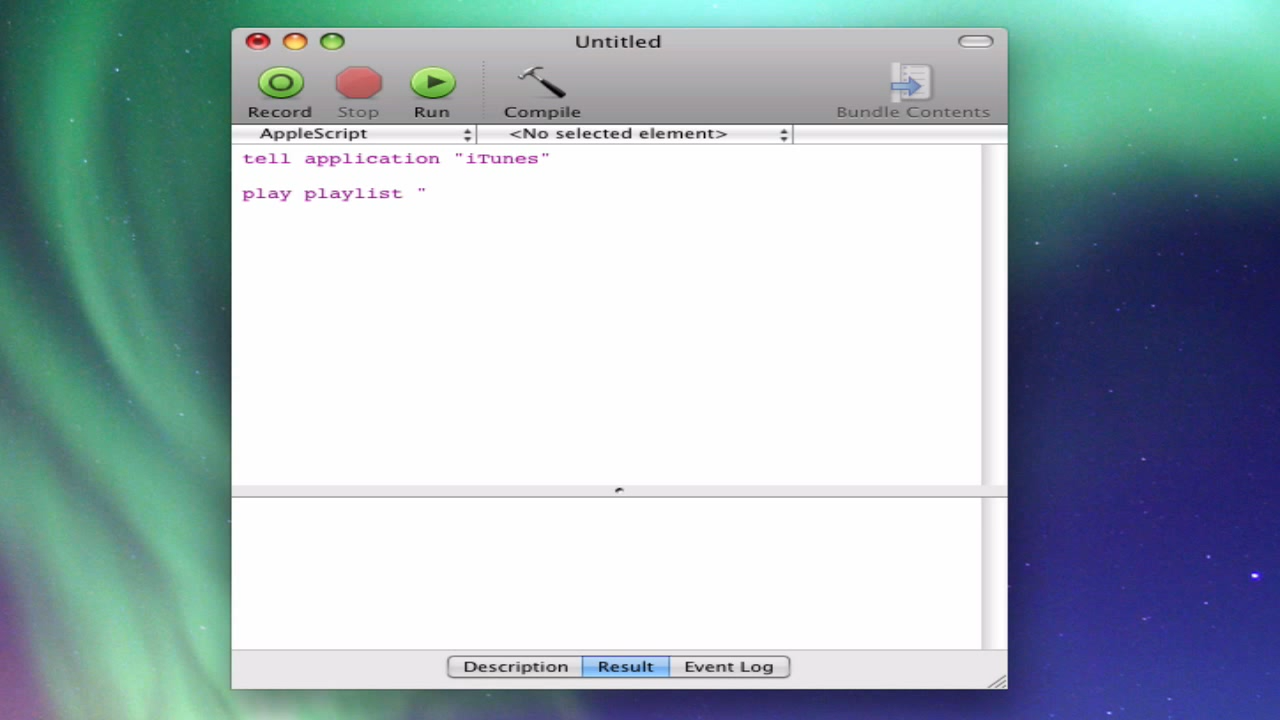 Untitled
Record Stop Run Compile Bundle Contents
AppleScript <No selected element>
tell application "iTunes"
play playlist "
Description Result Event Log